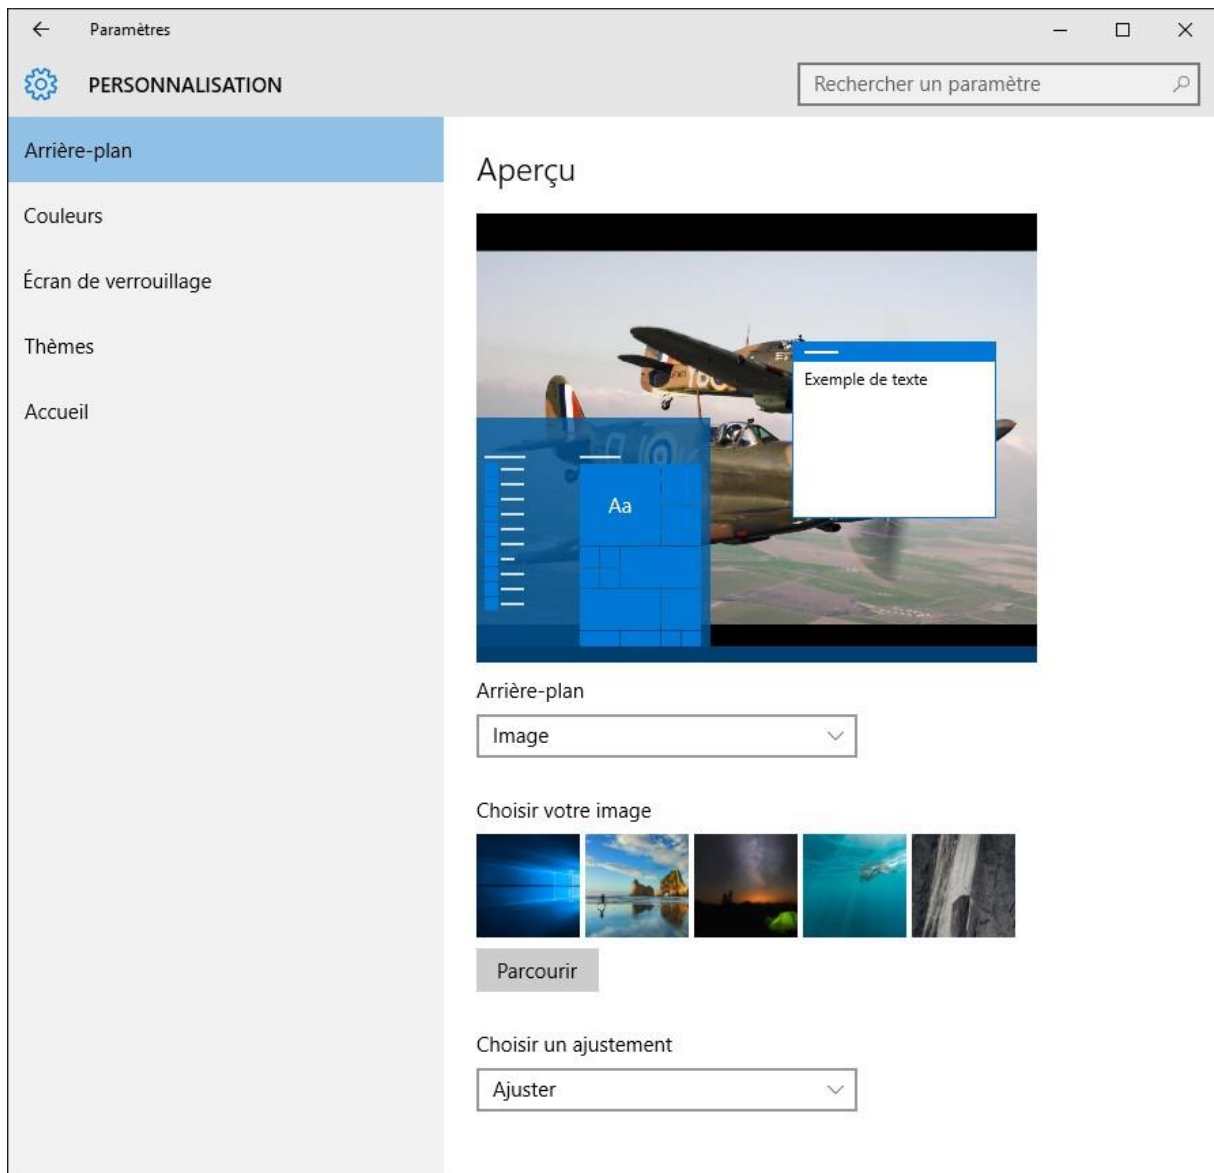 Paramètres
PERSONNALISATION
Rechercher un paramètre
Arrière-plan
Couleurs
Écran de verrouillage
Thèmes
Accueil
Aperçu
Exemple de texte
Aa
Arrière-plan
Image
Choisir votre image
Parcourir
Choisir un ajustement
Ajuster